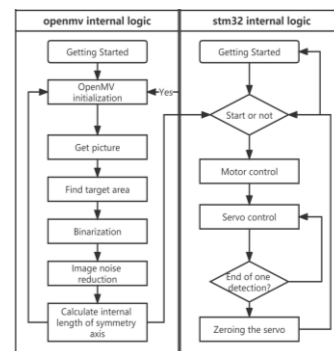 openmv internal logic
Getting Started
OpenMV
initialization
Get picture
Find target area
Binarization
Image noise
reduction
Calculate internal
length of symmetry
axis
Yes
stm32 internal logic
Getting Started
Start or not
Motor control
Servo control
End of one
detection?
Zeroing the servo